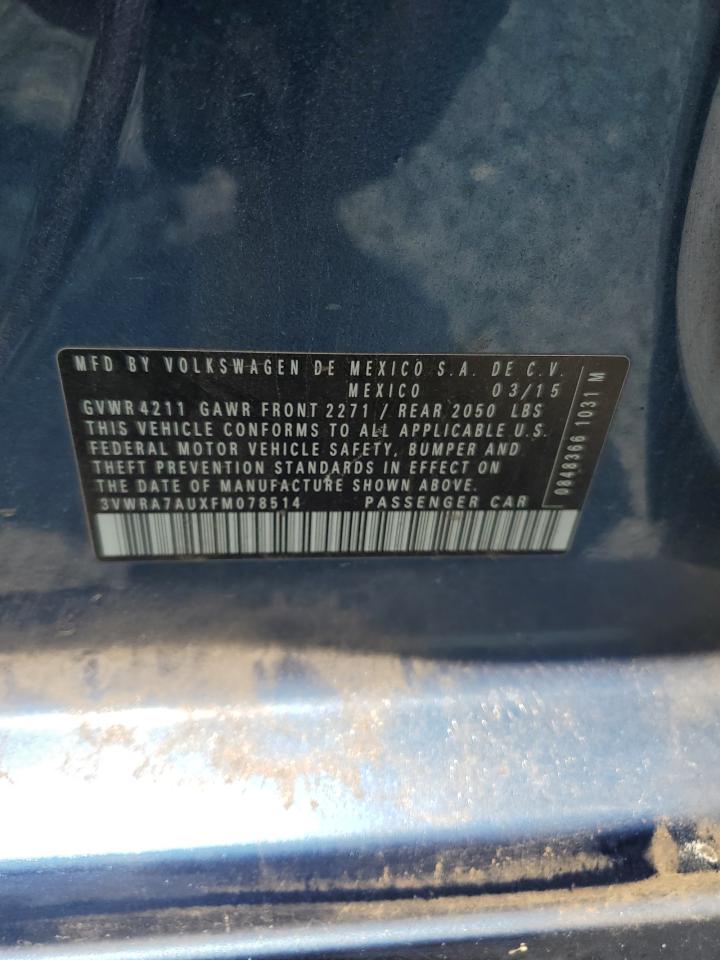 MFD BY VOLKSWAGEN DE MEXICO S.A. DE C.V.
MEXICO 03/15
GVWR 4211 GAWR FRONT 2271 / REAR 2050 LBS
THIS VEHICLE CONFORMS TO ALL APPLICABLE U.S.
FEDERAL MOTOR VEHICLE SAFETY, BUMPER AND
THEFT PREVENTION STANDARDS IN EFFECT ON
THE DATE OF MANUFACTURE SHOWN ABOVE.
3VWRA7AUXFM078514 PASSENGER CAR
0848366 1031 M